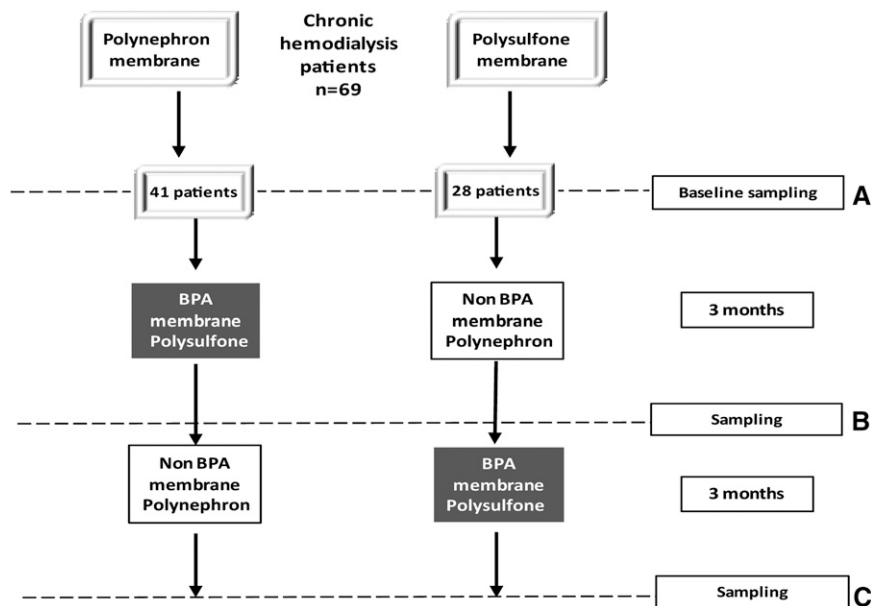 Polynephron
membrane
Chronic
hemodialysis
patients
n=69
Polysulfone
membrane
41 patients
28 patients
Baseline sampling
A
BPA
membrane
Polysulfone
Non BPA
membrane
Polynephron
3 months
Sampling
B
Non BPA
membrane
Polynephron
BPA
membrane
Polysulfone
3 months
Sampling
C